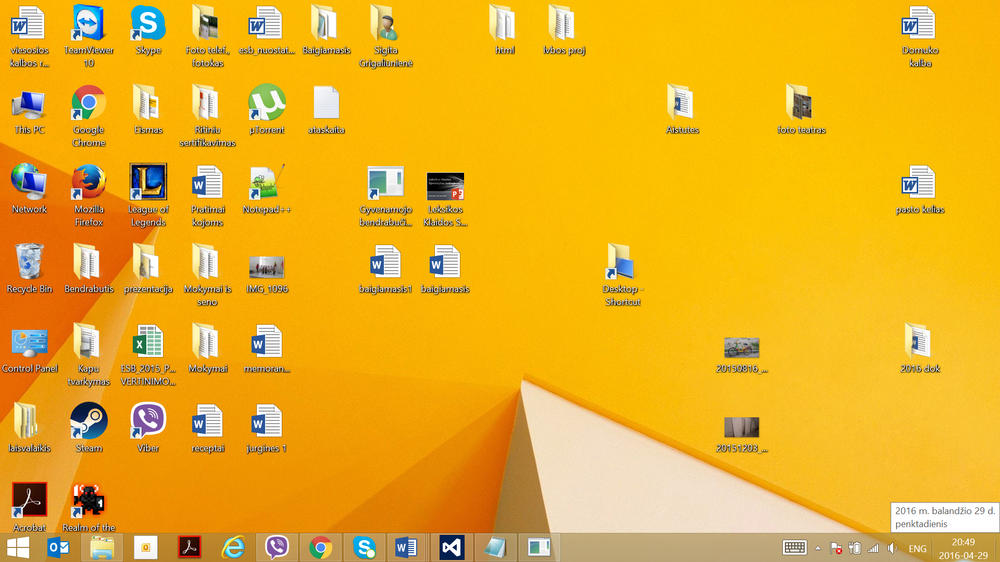 viesosios
kalbos r...
TeamViewer
10
Skype
Foto telef.,
fotokas
esb_nuostat...
Baigiamasis
Sigita
Grigaliūnienė
html
lvbos proj
Domuko
kalba
This PC
Google
Chrome
Eismas
Ritiniu
sertifikavimas
µTorrent
ataskaita
Aistutes
foto teatras
Network
Mozilla
Firefox
League of
Legends
Pratimai
kojoms
Notepad++
Gyvenamojo
bendrabuči...
Leksikos Klaidos
Specialybės kalboje
Leksikos
Klaidos S...
pasto kelias
Recycle Bin
Bendrabutis
prezentacija
Mokymai is
seno
IMG_1096
baigiamasis1
baigiamasis
Desktop -
Shortcut
Control Panel
Kapu
tvarkymas
ESB_2015_P...
VERTINIMO...
Mokymai
memoran...
20150816_...
2016 dok
laisvalaikis
Steam
Viber
receptai
jurgines 1
20151203_...
Acrobat
Realm of the
2016 m. balandžio 29 d.
penktadienis
ENG
20:49
2016-04-29